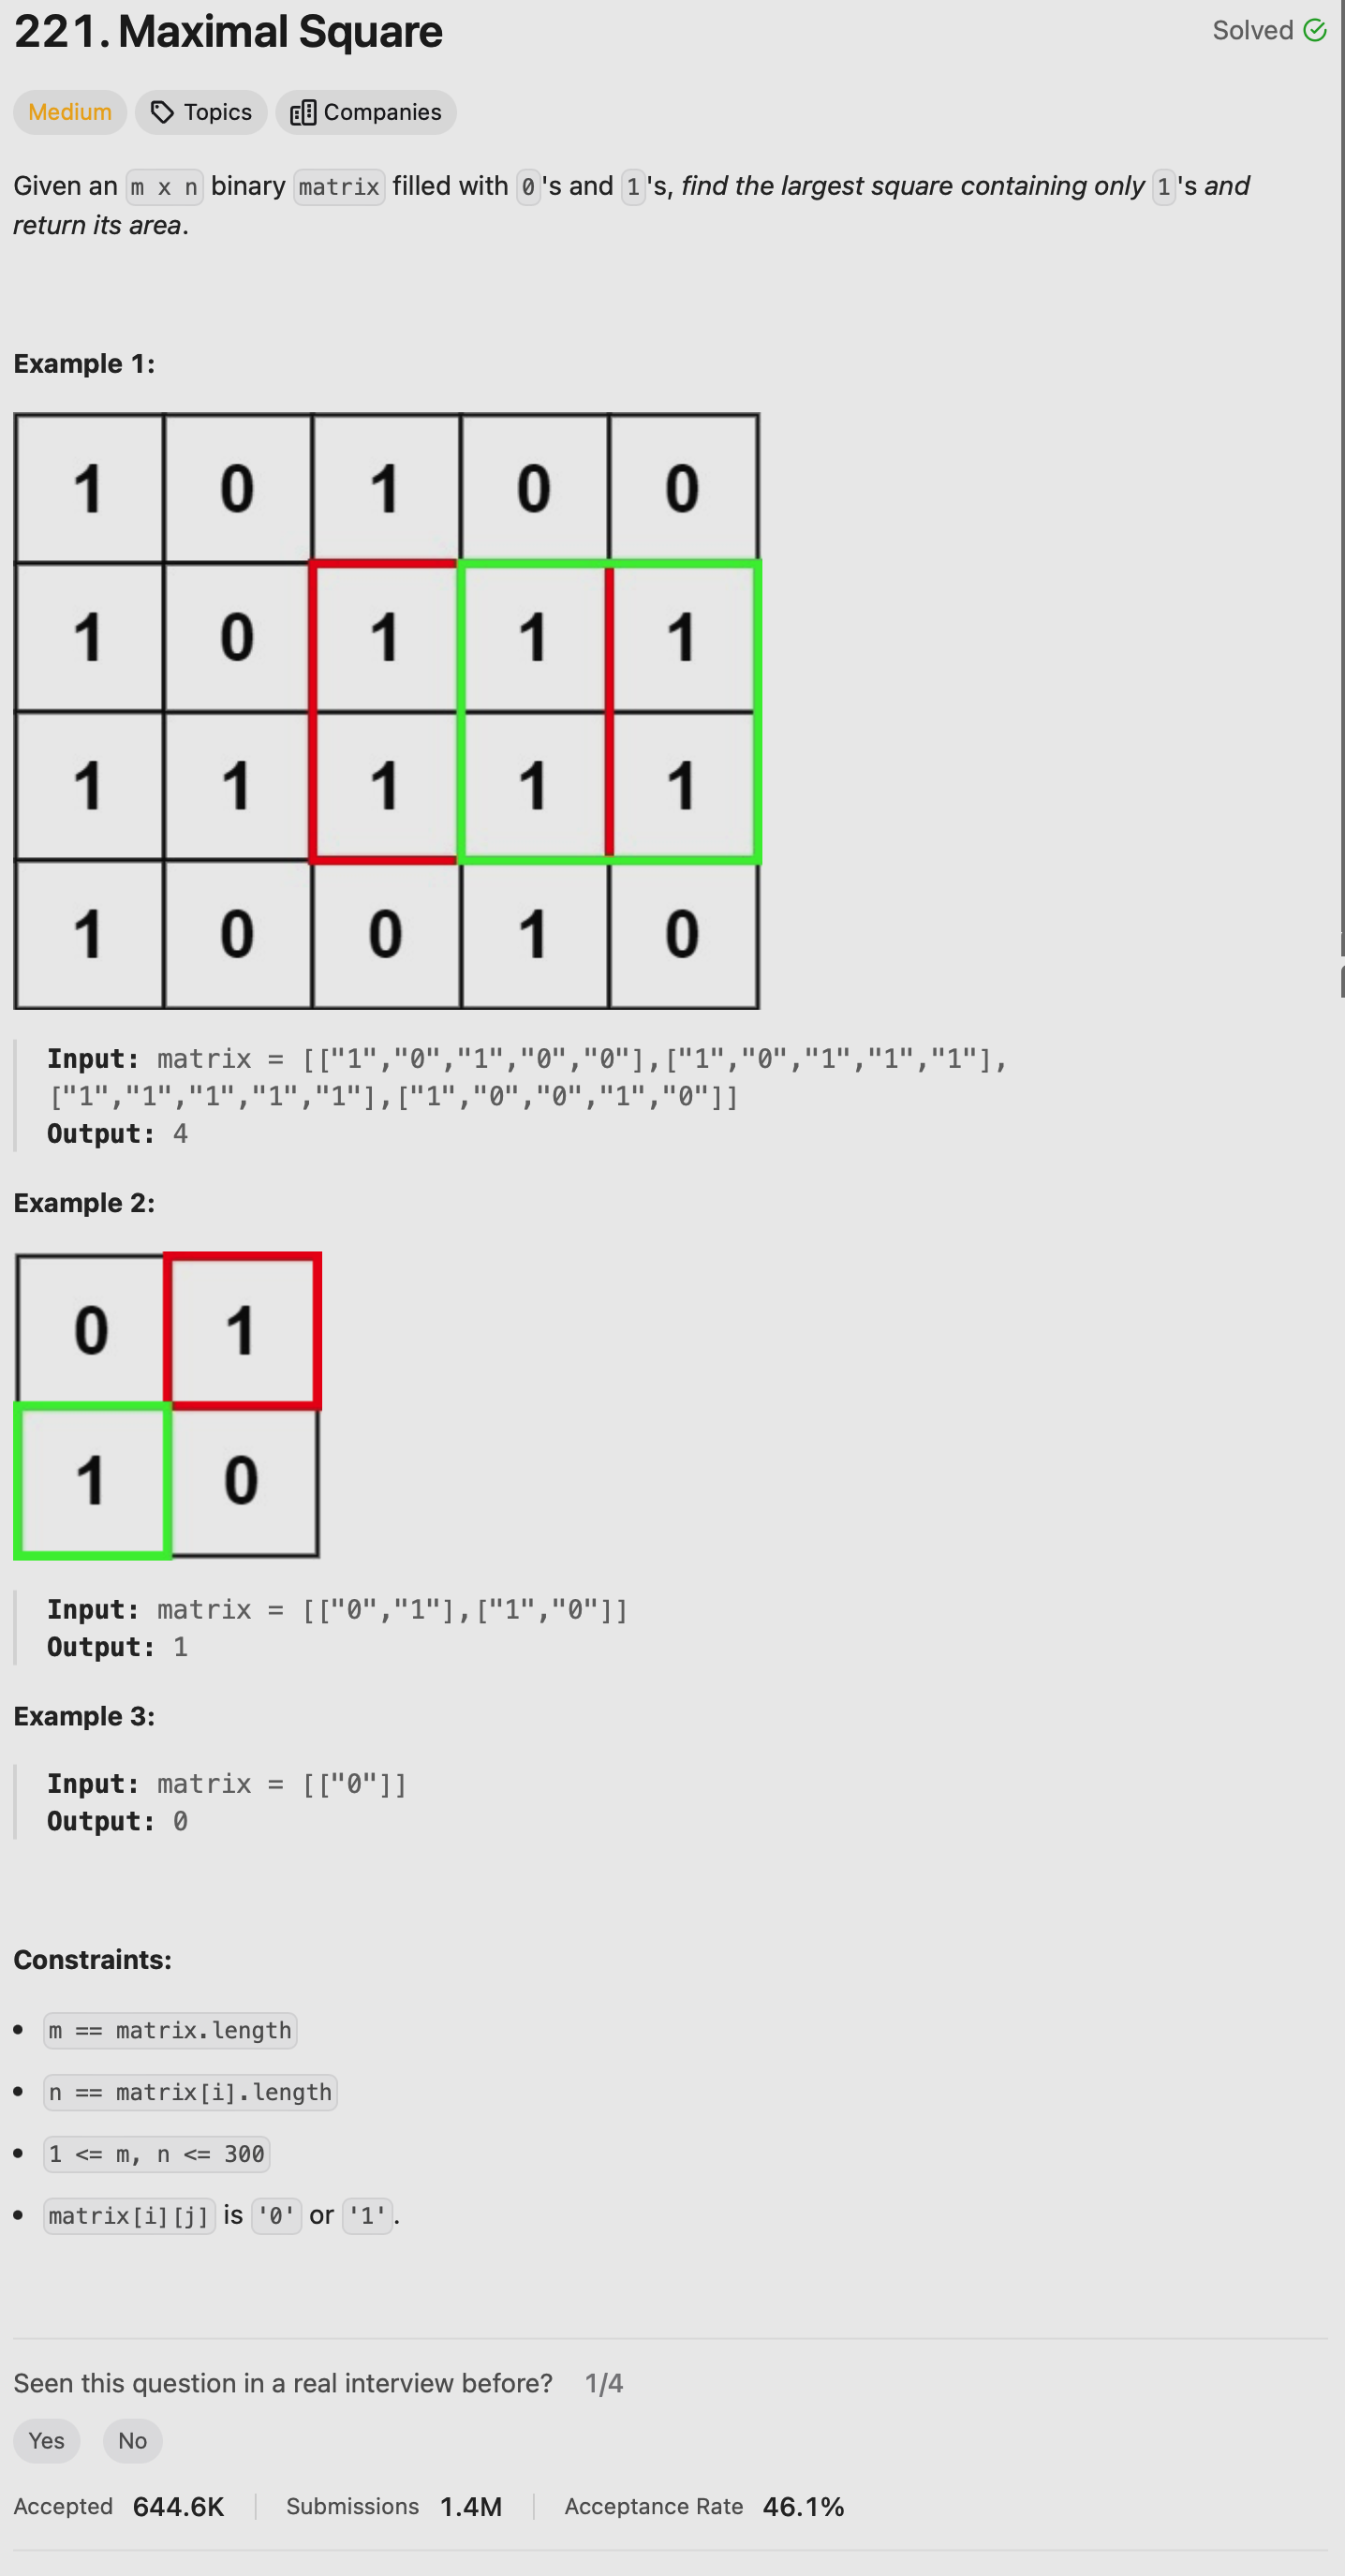 221. Maximal Square
Solved
Medium Topics Companies
Given an m x n binary matrix filled with 0's and 1's, find the largest square containing only 1's and
return its area.
Example 1:
1 0 1 0 0
1 0 1 1 1
1 1 1 1 1
1 0 0 1 0
Input: matrix = [["1","0","1","0","0"],["1","0","1","1","1"],
["1","1","1","1","1"],["1","0","0","1","0"]]
Output: 4
Example 2:
0 1
1 0
Input: matrix = [["0","1"],["1","0"]]
Output: 1
Example 3:
Input: matrix = [["0"]]
Output: 0
Constraints:
• m == matrix.length
• n == matrix[i].length
• 1 <= m, n <= 300
• matrix[i][j] is '0' or '1'.
Seen this question in a real interview before? 1/4
Yes No
Accepted 644.6K Submissions 1.4M Acceptance Rate 46.1%